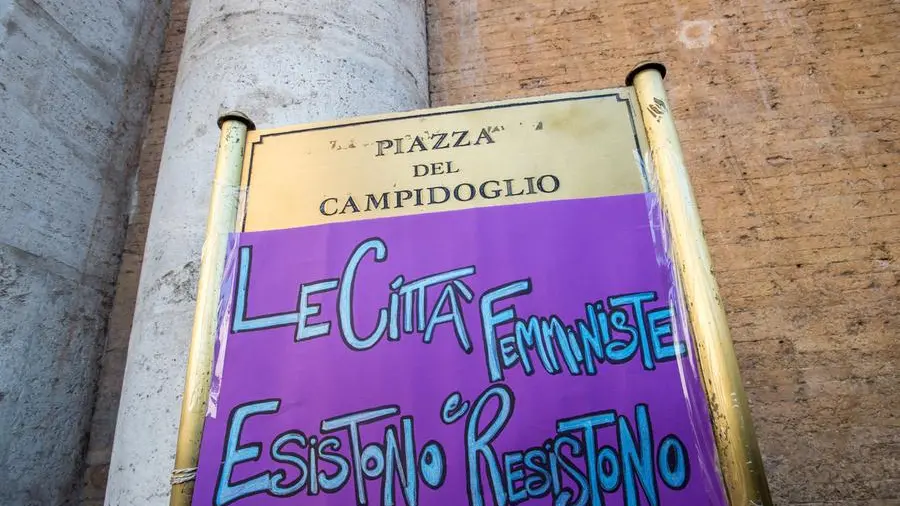 PIAZZA
DEL
CAMPIDOGLIO
LE CITTÀ FEMMINISTE
ESISTONO e RESISTONO